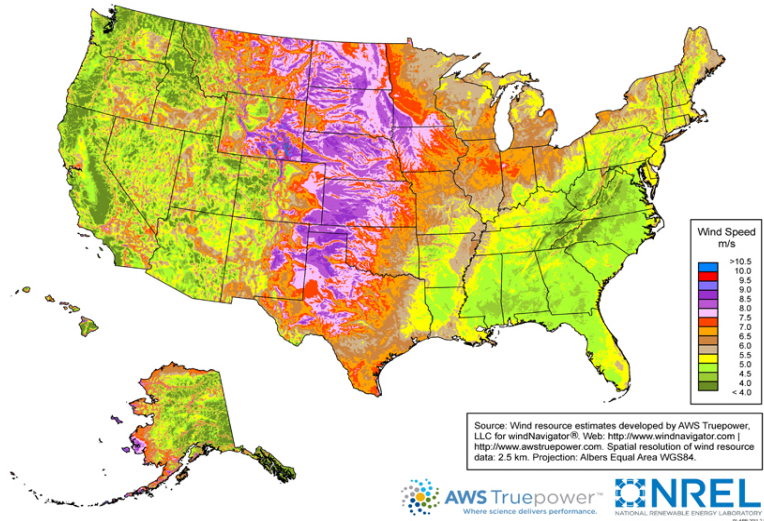 Wind Speed
m/s
>10.5
10.0
9.5
9.0
8.5
8.0
7.5
7.0
6.5
6.0
5.5
5.0
4.5
4.0
< 4.0
Source: Wind resource estimates developed by AWS Truepower,
LLC for windNavigator®. Web: http://www.windnavigator.com |
http://www.awstruepower.com. Spatial resolution of wind resource
data: 2.5 km. Projection: Albers Equal Area WGS84.
AWS Truepower™
Where science delivers performance.
NREL
NATIONAL RENEWABLE ENERGY LABORATORY